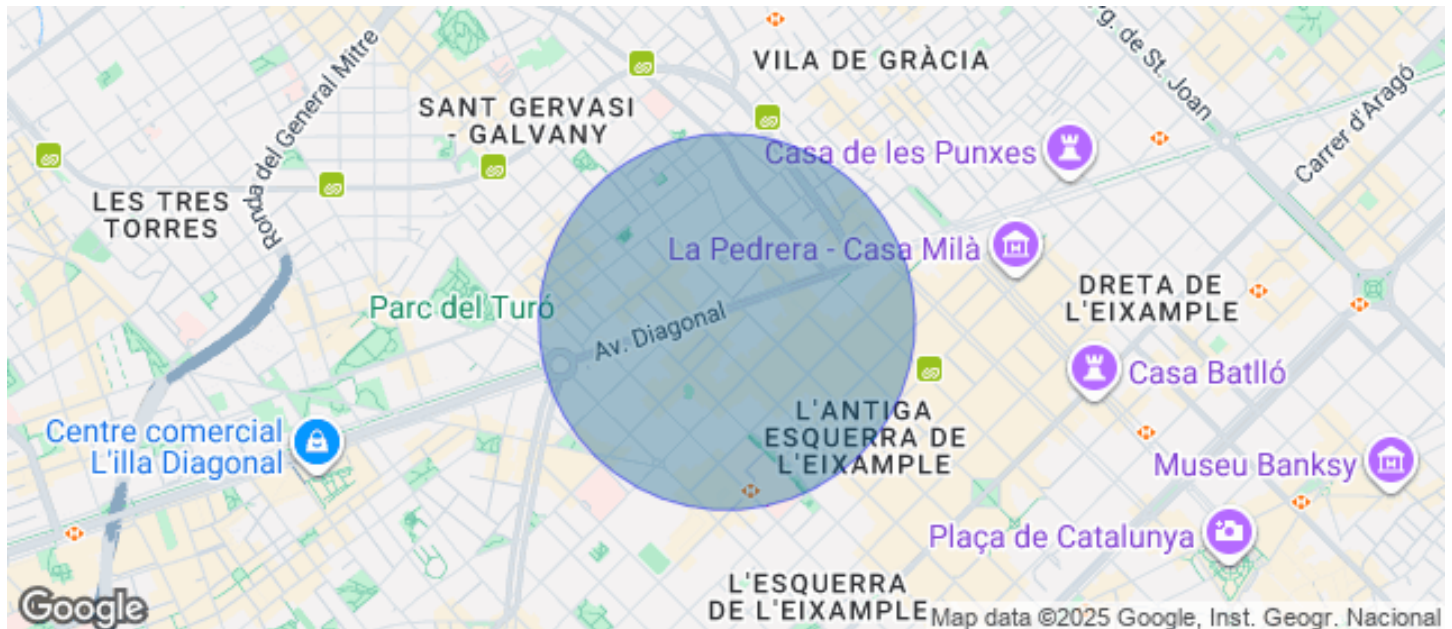 rg. de St. Joan
VILA DE GRÀCIA
Carrer d'Aragó
Ronda del General Mitre
SANT GERVASI
- GALVANY
Casa de les Punxes
LES TRES
TORRES
La Pedrera - Casa Milà
DRETA DE
L'EIXAMPLE
Parc del Turó
Av. Diagonal
Casa Batlló
L'ANTIGA
ESQUERRA DE
L'EIXAMPLE
Centre comercial
L'illa Diagonal
Museu Banksy
Plaça de Catalunya
L'ESQUERRA
DE L'EIXAMPLE
Google
Map data ©2025 Google, Inst. Geogr. Nacional